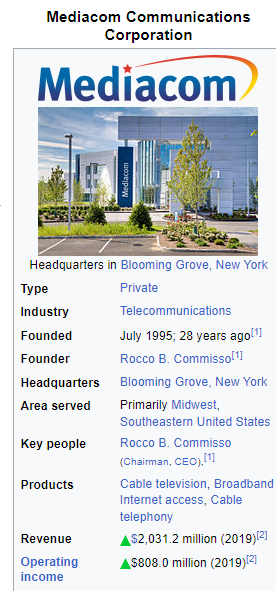 Mediacom Communications
Corporation
Mediacom
Mediacom
Headquarters in Blooming Grove, New York
Type Private
Industry Telecommunications
Founded July 1995; 28 years ago[1]
Founder Rocco B. Commisso[1]
Headquarters Blooming Grove, New York
Area served Primarily Midwest,
Southeastern United States
Key people Rocco B. Commisso
(Chairman, CEO),[1]
Products Cable television, Broadband
Internet access, Cable
telephony
Revenue ▲$2,031.2 million (2019)[2]
Operating ▲$808.0 million (2019)[2]
income